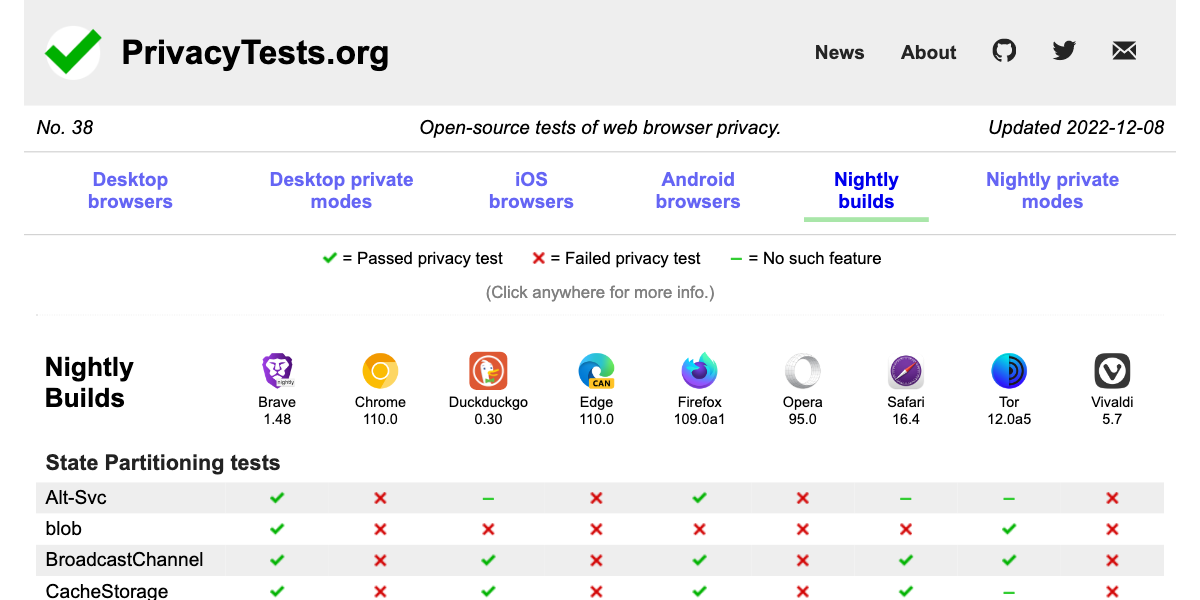 PrivacyTests.org
News About
No. 38 Open-source tests of web browser privacy. Updated 2022-12-08
Desktop browsers Desktop private modes iOS browsers Android browsers Nightly builds Nightly private modes
✓ = Passed privacy test ✗ = Failed privacy test – = No such feature
(Click anywhere for more info.)
Nightly Builds
Brave Chrome Duckduckgo Edge Firefox Opera Safari Tor Vivaldi
1.48 110.0 0.30 110.0 109.0a1 95.0 16.4 12.0a5 5.7
State Partitioning tests
Alt-Svc ✓ ✗ – ✗ ✓ ✗ – – ✗
blob ✓ ✗ ✗ ✗ ✗ ✗ ✗ ✓ ✗
BroadcastChannel ✓ ✗ ✓ ✗ ✓ ✗ ✓ ✓ ✗
CacheStorage ✓ ✗ ✓ ✗ ✓ ✗ ✓ – ✗